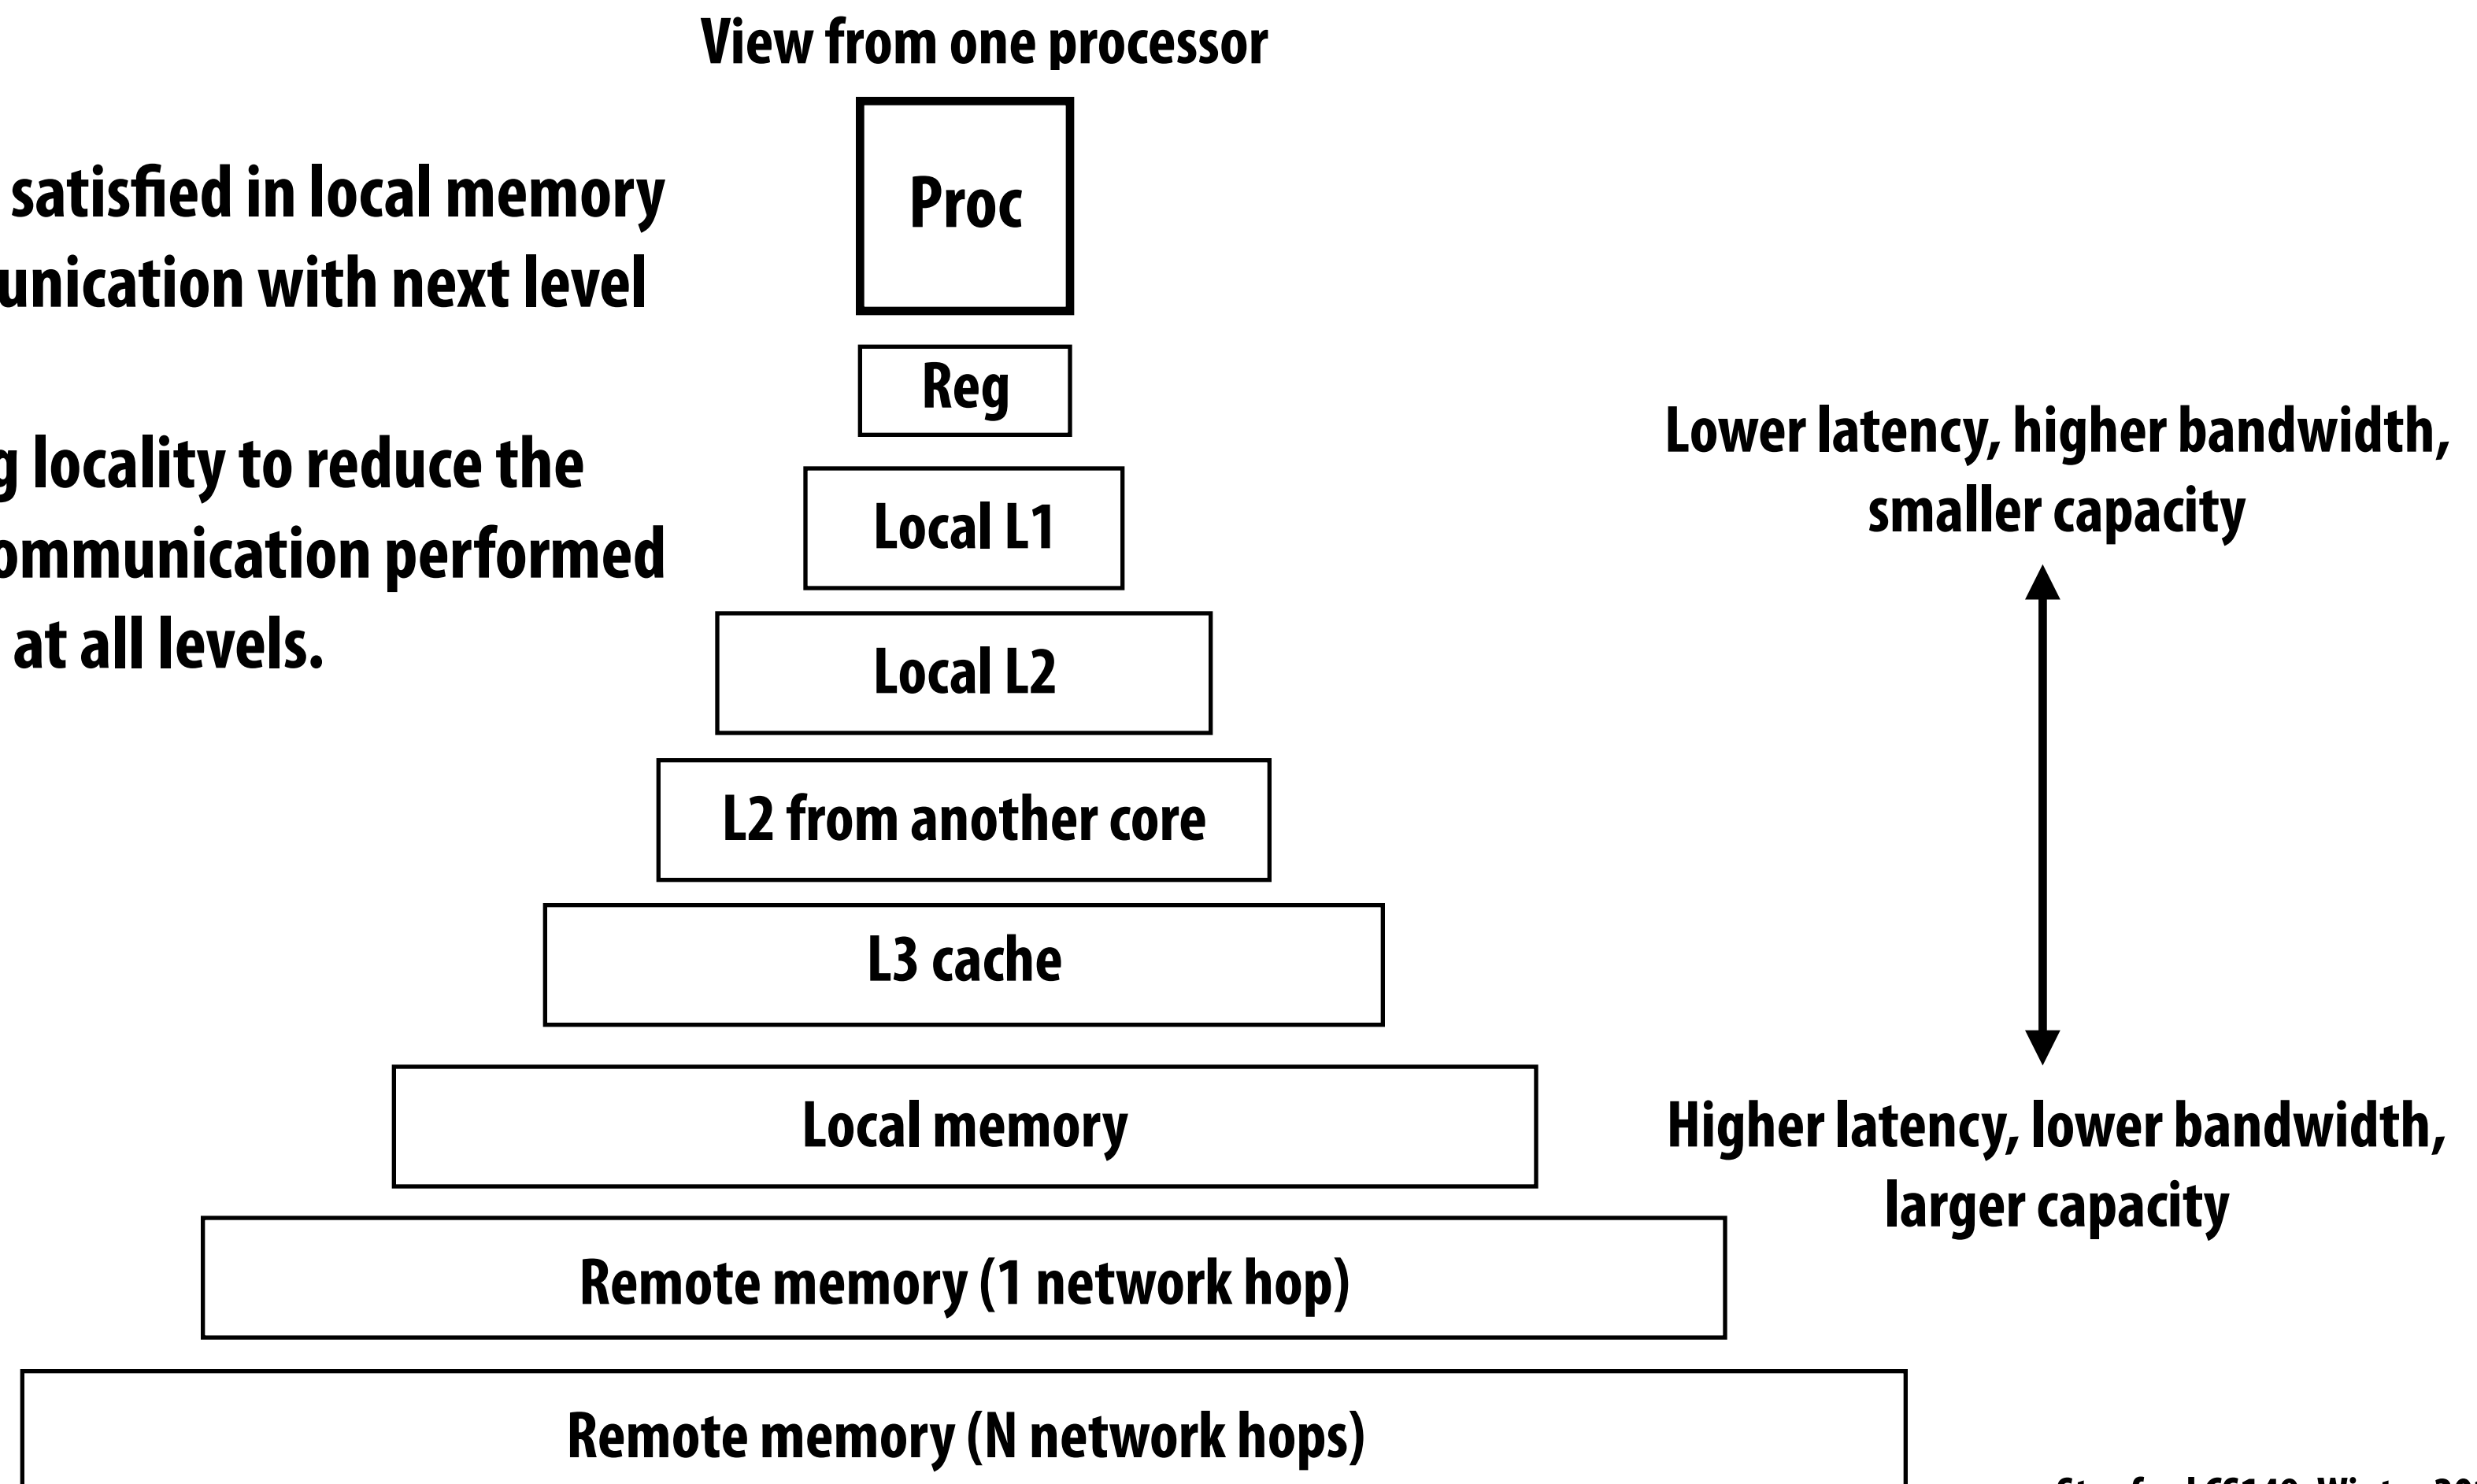 View from one processor
satisfied in local memory
unication with next level
locality to reduce the
ommunication performed
at all levels.
Proc
Reg
Local L1
Local L2
L2 from another core
L3 cache
Local memory
Remote memory (1 network hop)
Remote memory (N network hops)
Lower latency, higher bandwidth,
smaller capacity
Higher latency, lower bandwidth,
larger capacity